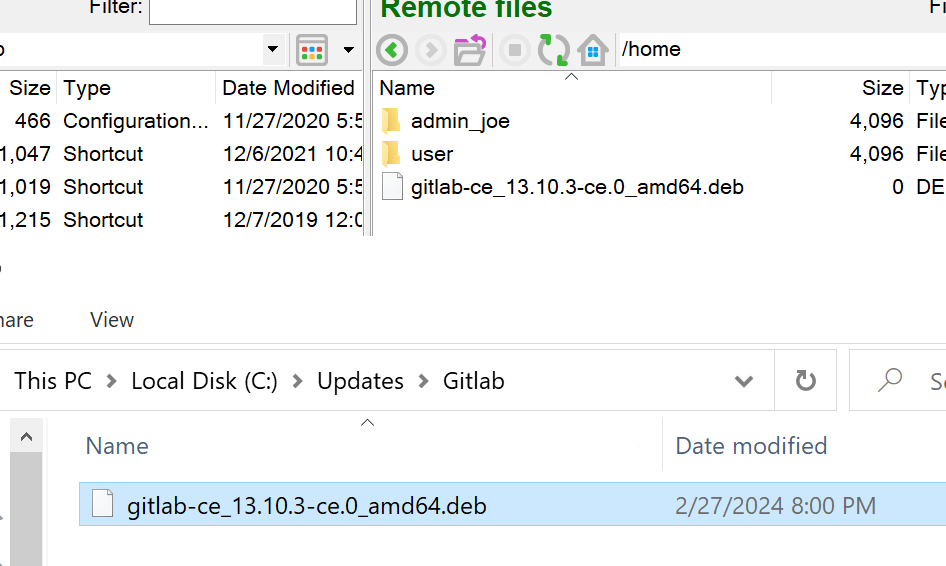 Filter:
Remote files
Fi
/home
Size Type Date Modified
Name Size Typ
466 Configuration... 11/27/2020 5:5
admin_joe 4,096 File
1,047 Shortcut 12/6/2021 10:4
user 4,096 File
1,019 Shortcut 11/27/2020 5:5
gitlab-ce_13.10.3-ce.0_amd64.deb 0 DE
1,215 Shortcut 12/7/2019 12:0
hare View
This PC > Local Disk (C:) > Updates > Gitlab
Name Date modified
gitlab-ce_13.10.3-ce.0_amd64.deb 2/27/2024 8:00 PM